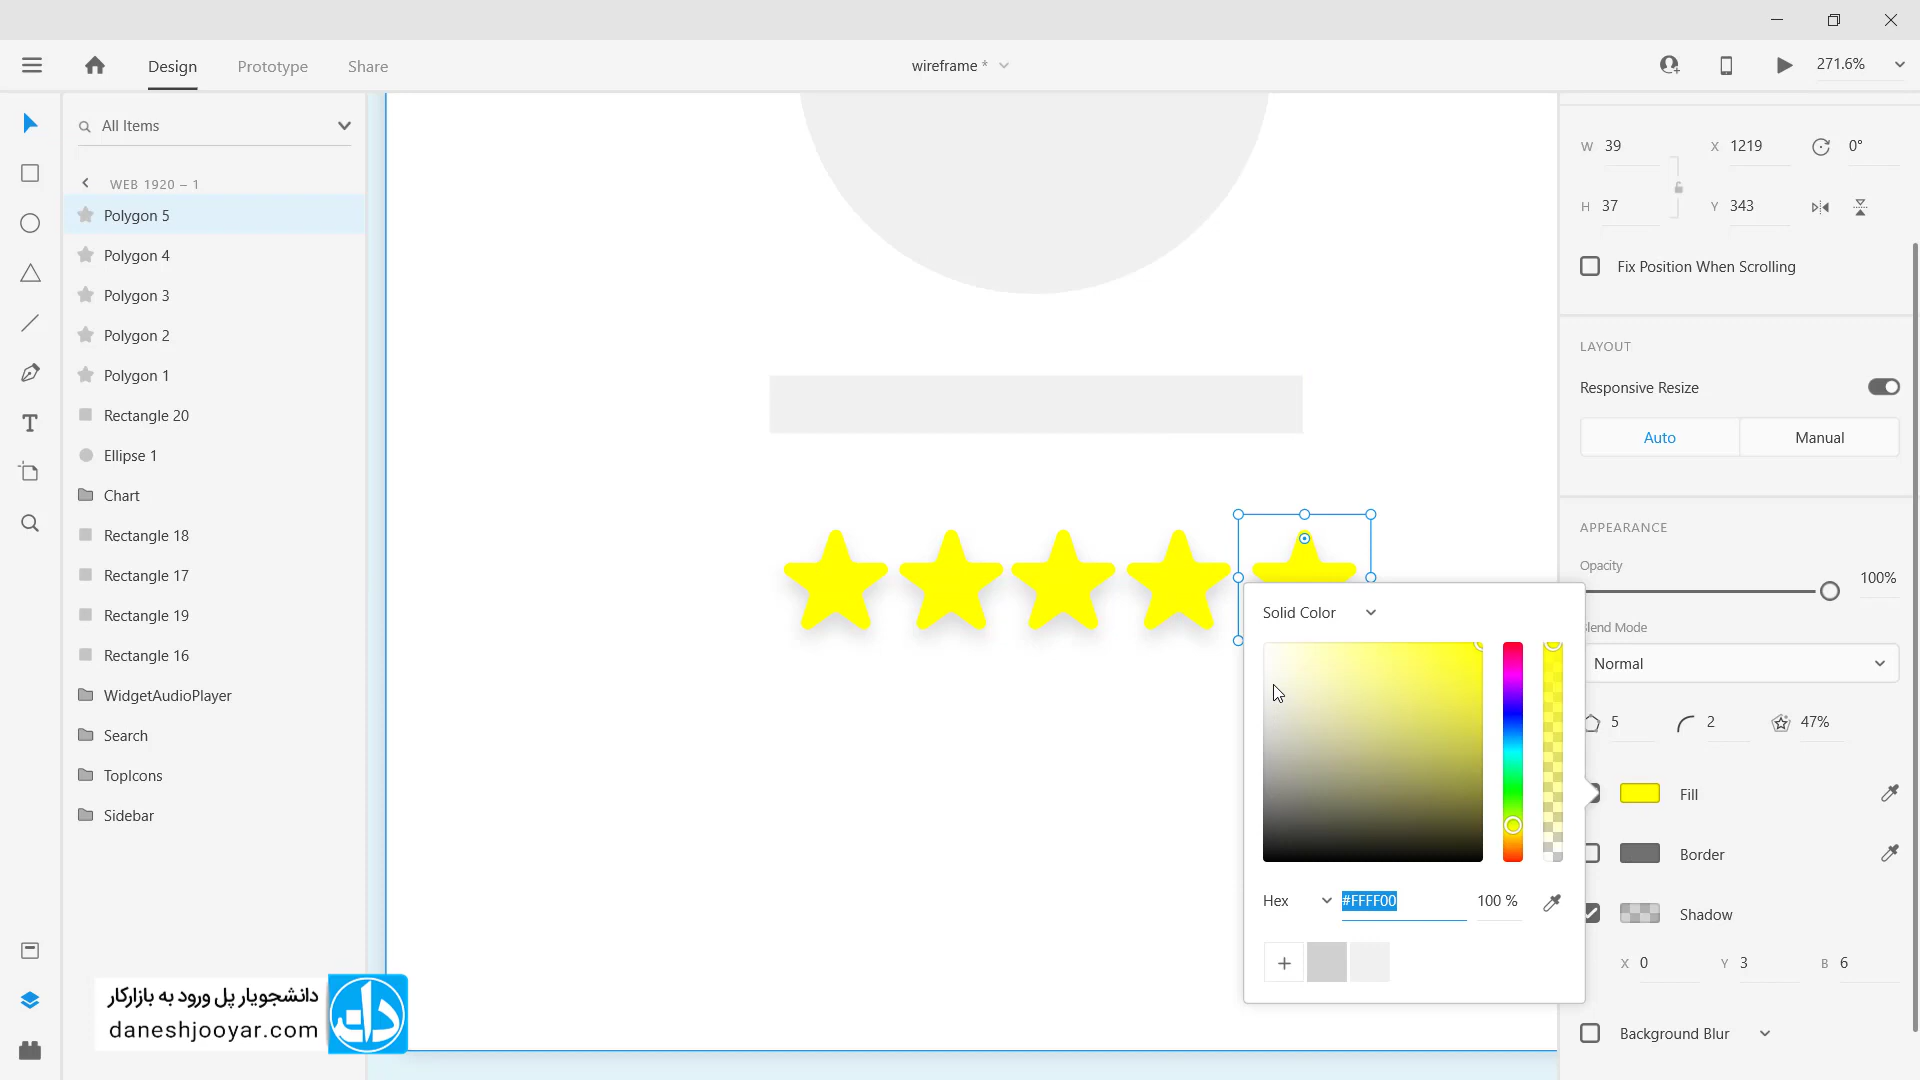 Design
Prototype
Share
wireframe *
271.6%
All Items
WEB 1920 – 1
Polygon 5
Polygon 4
Polygon 3
Polygon 2
Polygon 1
Rectangle 20
Ellipse 1
Chart
Rectangle 18
Rectangle 17
Rectangle 19
Rectangle 16
WidgetAudioPlayer
Search
TopIcons
Sidebar
W 39
X 1219
0°
H 37
Y 343
Fix Position When Scrolling
LAYOUT
Responsive Resize
Auto
Manual
APPEARANCE
Opacity
100%
Blend Mode
Normal
5
2
47%
Fill
Border
Shadow
X 0
Y 3
B 6
Background Blur
Solid Color
Hex
#FFFF00
100 %
دانشجویار پل ورود به بازارکار
daneshjooyar.com